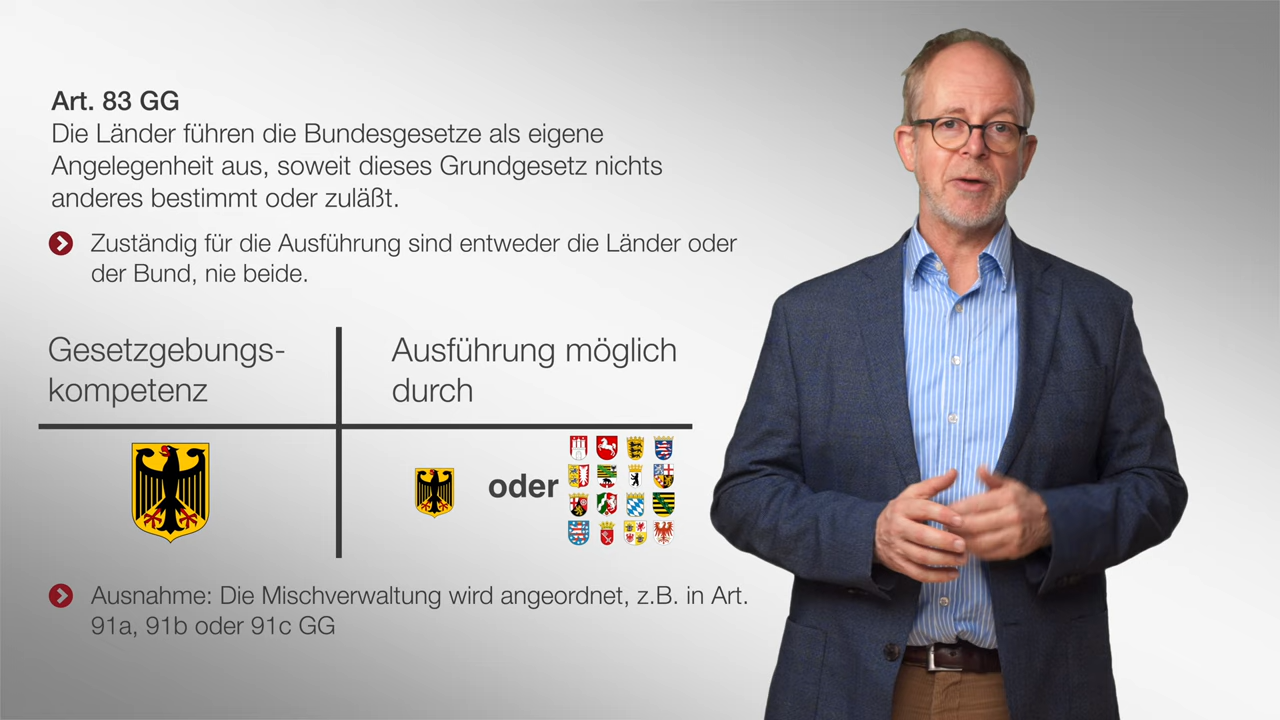 Art. 83 GG
Die Länder führen die Bundesgesetze als eigene
Angelegenheit aus, soweit dieses Grundgesetz nichts
anderes bestimmt oder zuläßt.
Zuständig für die Ausführung sind entweder die Länder oder
der Bund, nie beide.
Gesetzgebungs-
kompetenz
Ausführung möglich
durch
oder
Ausnahme: Die Mischverwaltung wird angeordnet, z.B. in Art.
91a, 91b oder 91c GG